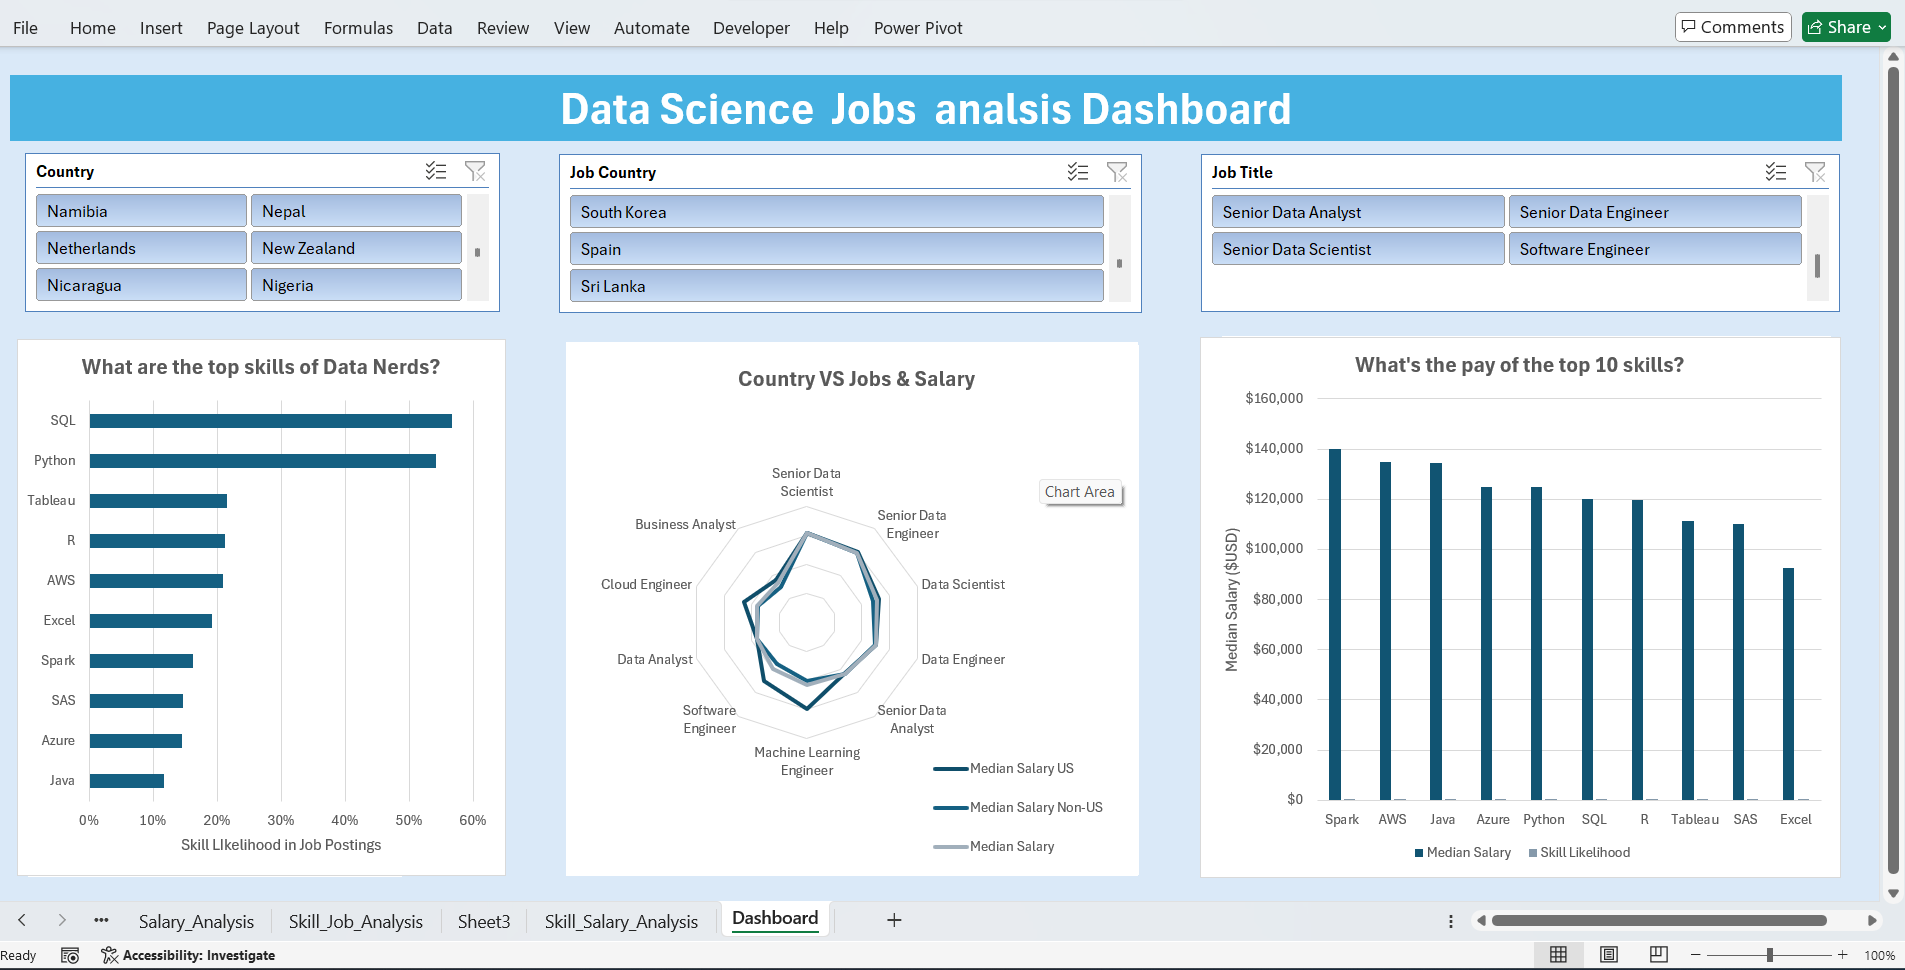 File Home Insert Page Layout Formulas Data Review View Automate Developer Help Power Pivot Comments Share
Data Science Jobs analsis Dashboard
Country
Namibia Nepal
Netherlands New Zealand
Nicaragua Nigeria
Job Country
South Korea
Spain
Sri Lanka
Job Title
Senior Data Analyst Senior Data Engineer
Senior Data Scientist Software Engineer
What are the top skills of Data Nerds?
SQL
Python
Tableau
R
AWS
Excel
Spark
SAS
Azure
Java
0% 10% 20% 30% 40% 50% 60%
Skill LIkelihood in Job Postings
Country VS Jobs & Salary
Senior Data
Scientist
Senior Data
Engineer
Data Scientist
Data Engineer
Senior Data
Analyst
Machine Learning
Engineer
Software
Engineer
Data Analyst
Cloud Engineer
Business Analyst
Chart Area
Median Salary US
Median Salary Non-US
Median Salary
What's the pay of the top 10 skills?
Median Salary ($USD)
$160,000
$140,000
$120,000
$100,000
$80,000
$60,000
$40,000
$20,000
$0
Spark AWS Java Azure Python SQL R Tableau SAS Excel
Median Salary Skill Likelihood
Salary_Analysis Skill_Job_Analysis Sheet3 Skill_Salary_Analysis Dashboard
Ready Accessibility: Investigate 100%